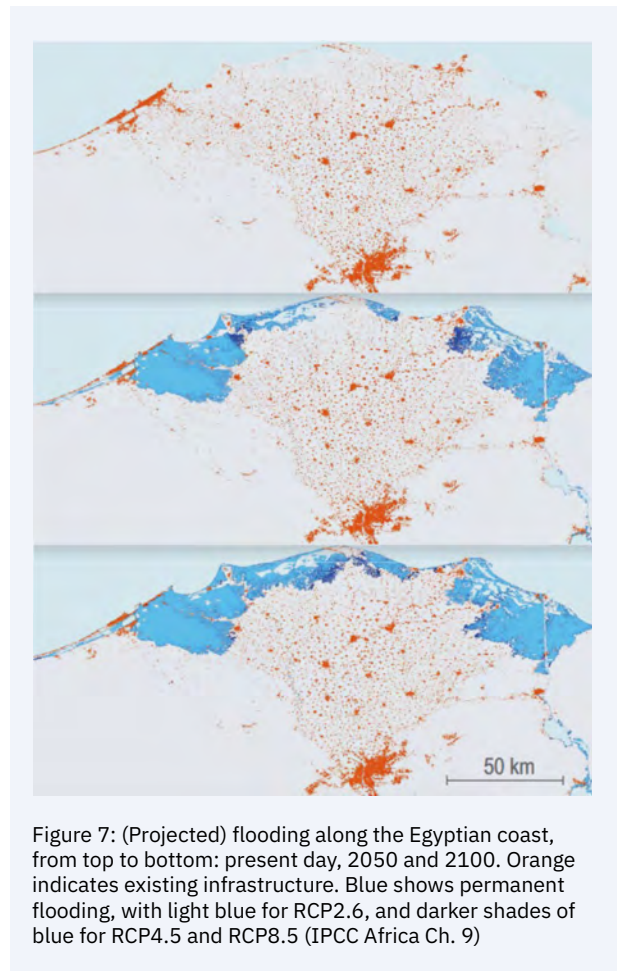 50 km
Figure 7: (Projected) flooding along the Egyptian coast,
from top to bottom: present day, 2050 and 2100. Orange
indicates existing infrastructure. Blue shows permanent
flooding, with light blue for RCP2.6, and darker shades of
blue for RCP4.5 and RCP8.5 (IPCC Africa Ch. 9)